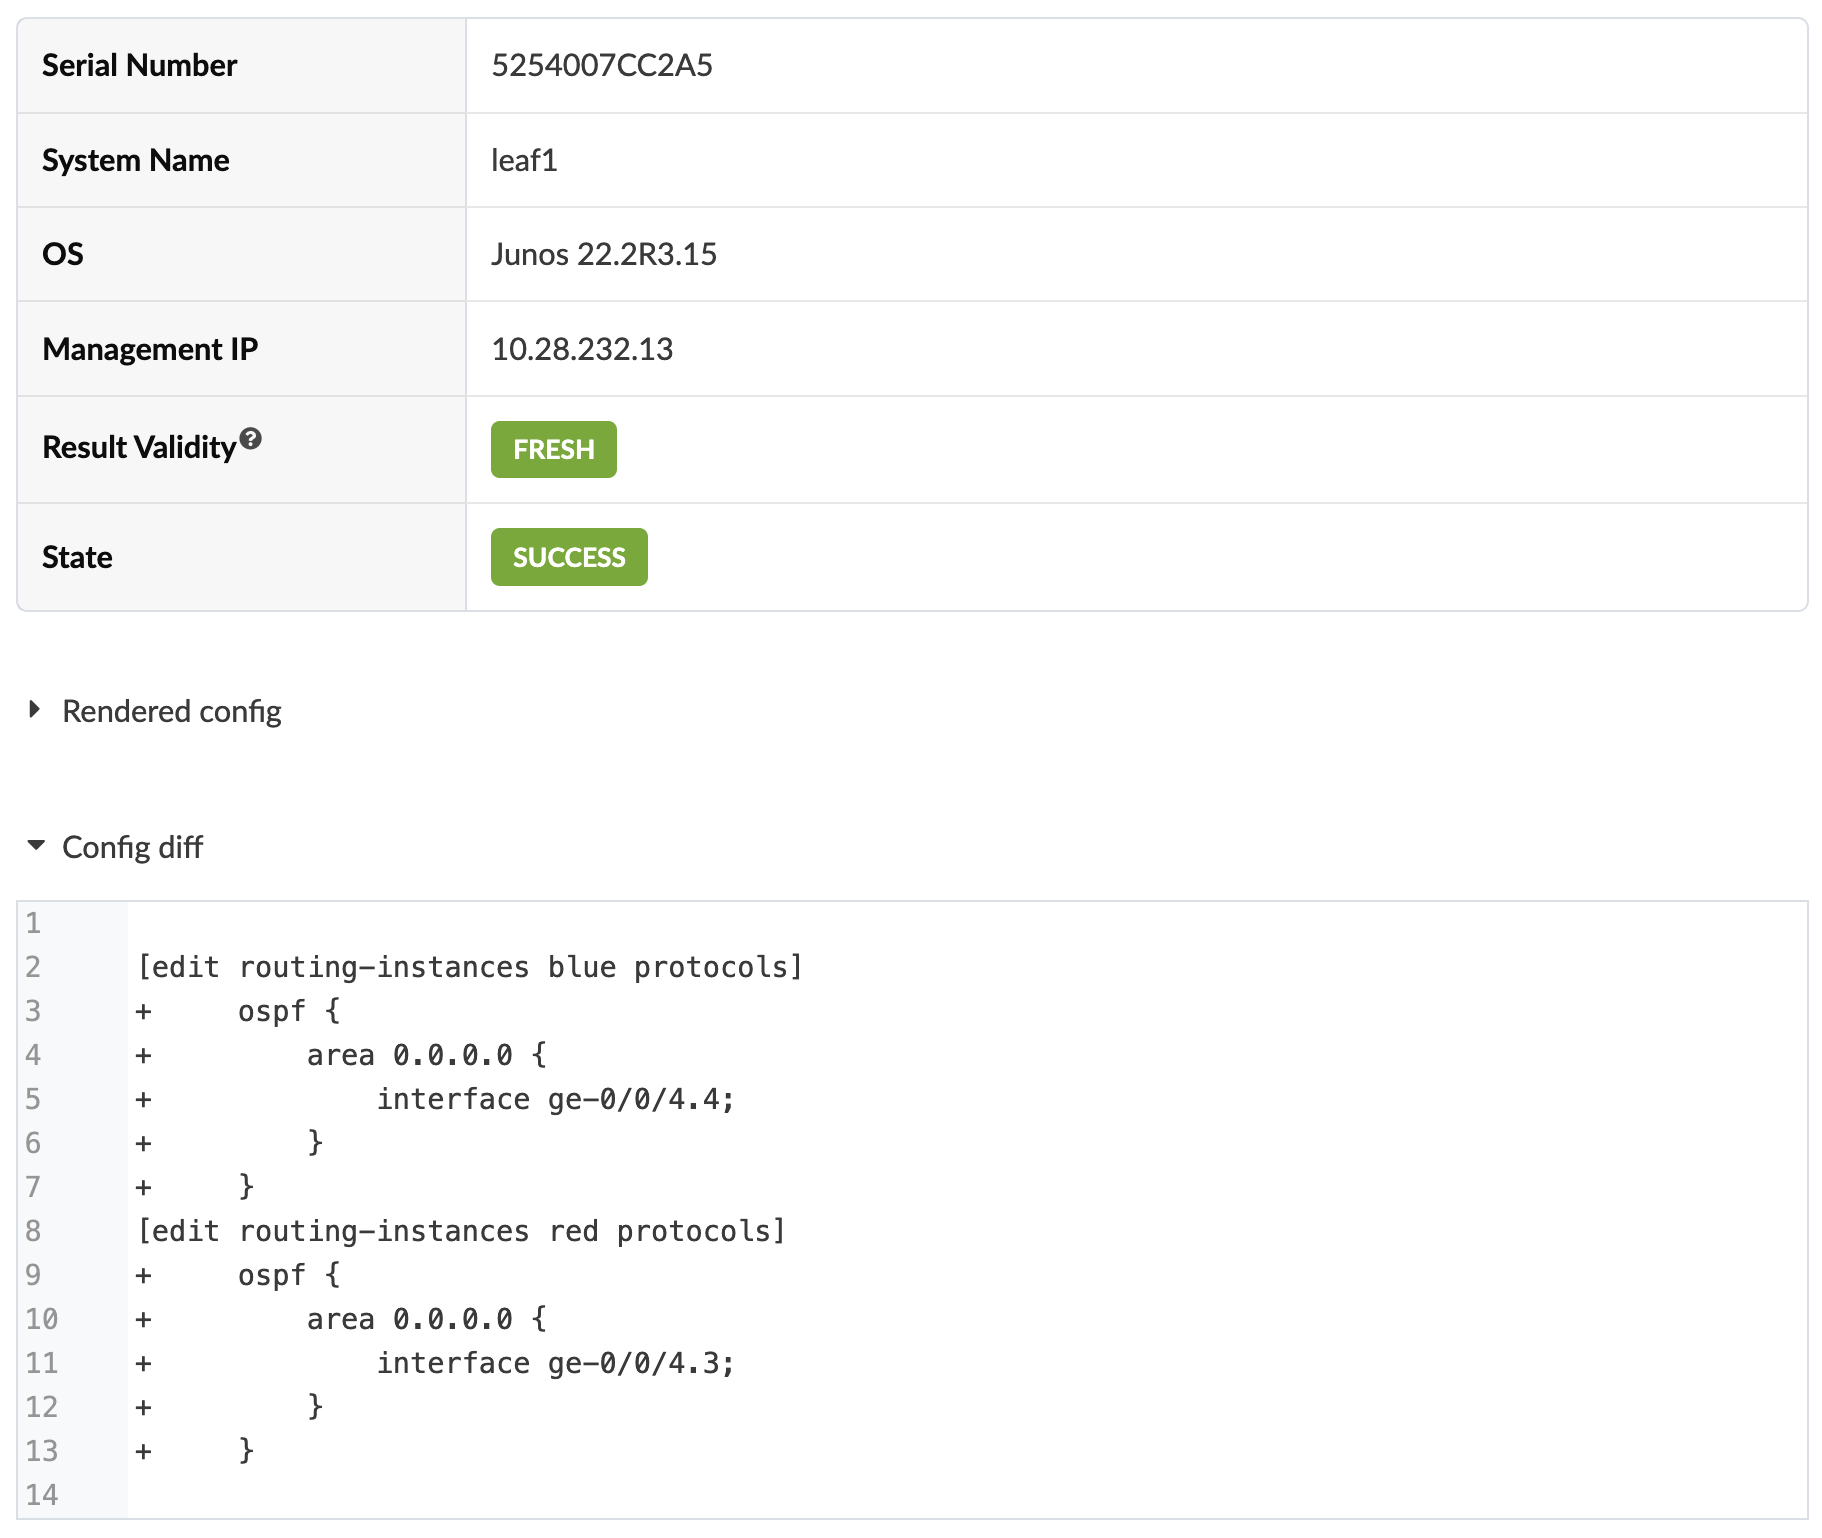 Serial Number 5254007CC2A5
System Name leaf1
OS Junos 22.2R3.15
Management IP 10.28.232.13
Result Validity ? FRESH
State SUCCESS
Rendered config
Config diff
1
2 [edit routing-instances blue protocols]
3 +     ospf {
4 +         area 0.0.0.0 {
5 +             interface ge-0/0/4.4;
6 +         }
7 +     }
8 [edit routing-instances red protocols]
9 +     ospf {
10 +         area 0.0.0.0 {
11 +             interface ge-0/0/4.3;
12 +         }
13 +     }
14